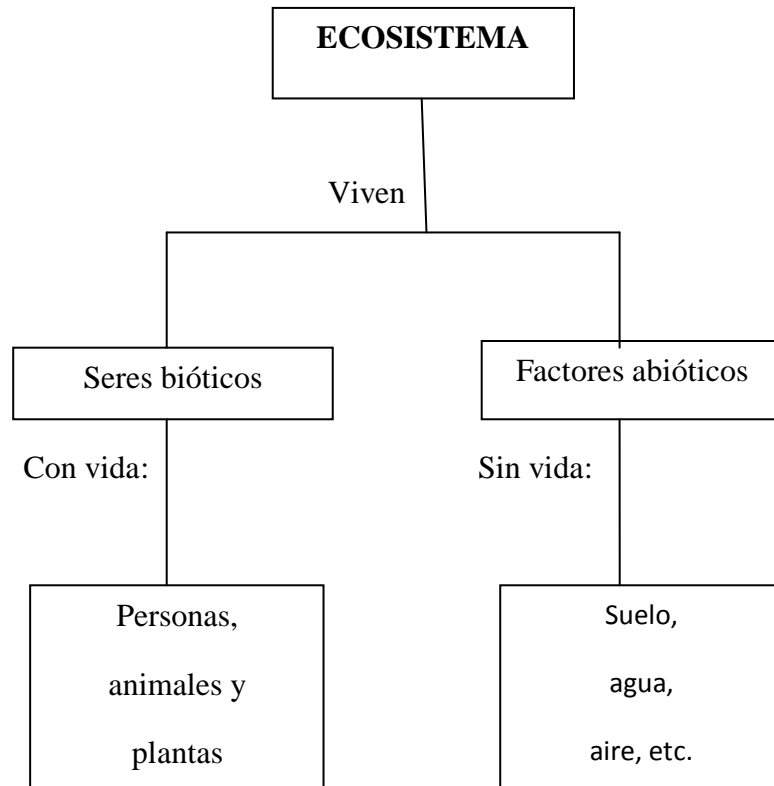 ECOSISTEMA
Viven
Seres bióticos
Factores abióticos
Con vida:
Sin vida:
Personas,
animales y
plantas
Suelo,
agua,
aire, etc.